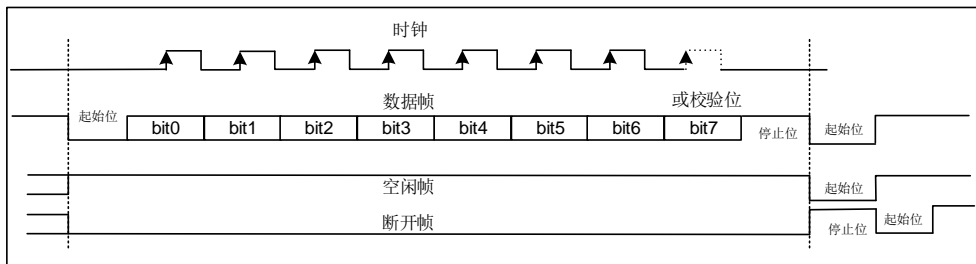 时钟
数据帧
或校验位
起始位 bit0 bit1 bit2 bit3 bit4 bit5 bit6 bit7 停止位 起始位
空闲帧 起始位
断开帧 停止位 起始位